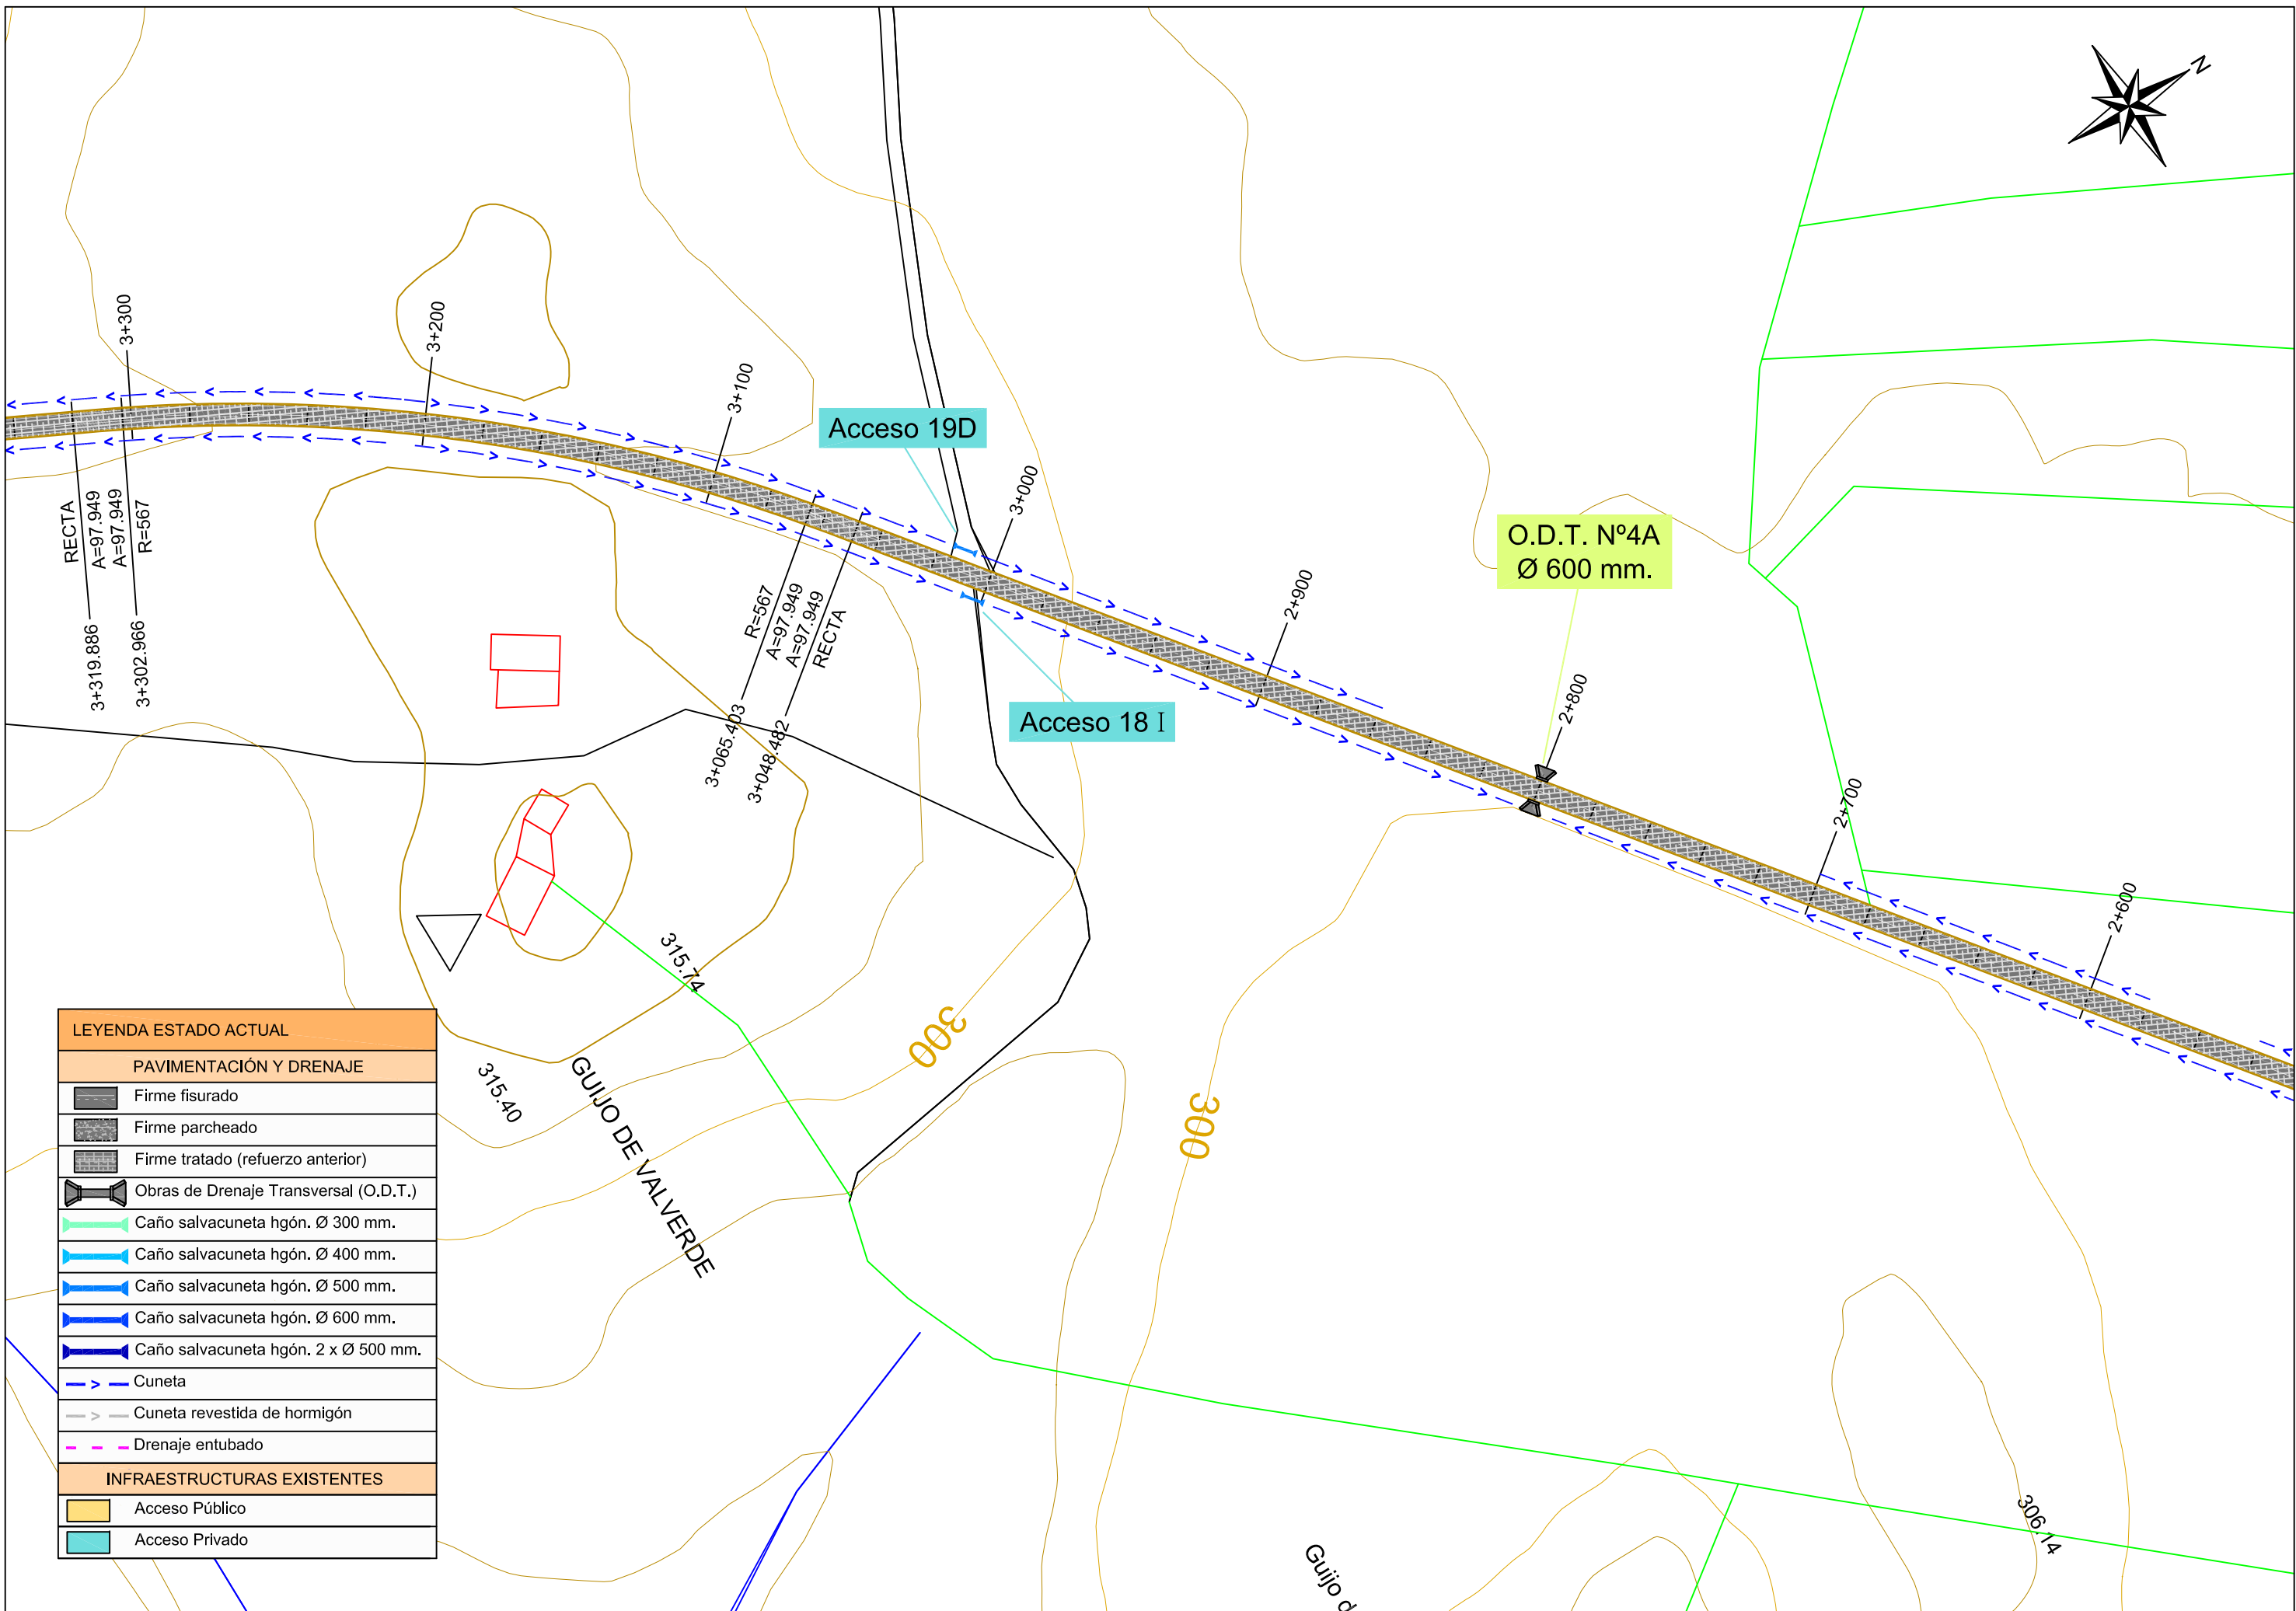 N
3+300
3+200
3+100
Acceso 19D
3+000
O.D.T. Nº4A
Ø 600 mm.
2+900
2+800
2+700
2+600
RECTA
A=97.949
A=97.949
R=567
3+319.886
3+302.966
R=567
A=97.949
A=97.949
RECTA
3+065.403
3+048.482
Acceso 18 I
315.74
300
315.40
GUIJO DE VALVERDE
300
306.14
Guijo d
LEYENDA ESTADO ACTUAL
PAVIMENTACIÓN Y DRENAJE
Firme fisurado
Firme parcheado
Firme tratado (refuerzo anterior)
Obras de Drenaje Transversal (O.D.T.)
Caño salvacuneta hgón. Ø 300 mm.
Caño salvacuneta hgón. Ø 400 mm.
Caño salvacuneta hgón. Ø 500 mm.
Caño salvacuneta hgón. Ø 600 mm.
Caño salvacuneta hgón. 2 x Ø 500 mm.
Cuneta
Cuneta revestida de hormigón
Drenaje entubado
INFRAESTRUCTURAS EXISTENTES
Acceso Público
Acceso Privado